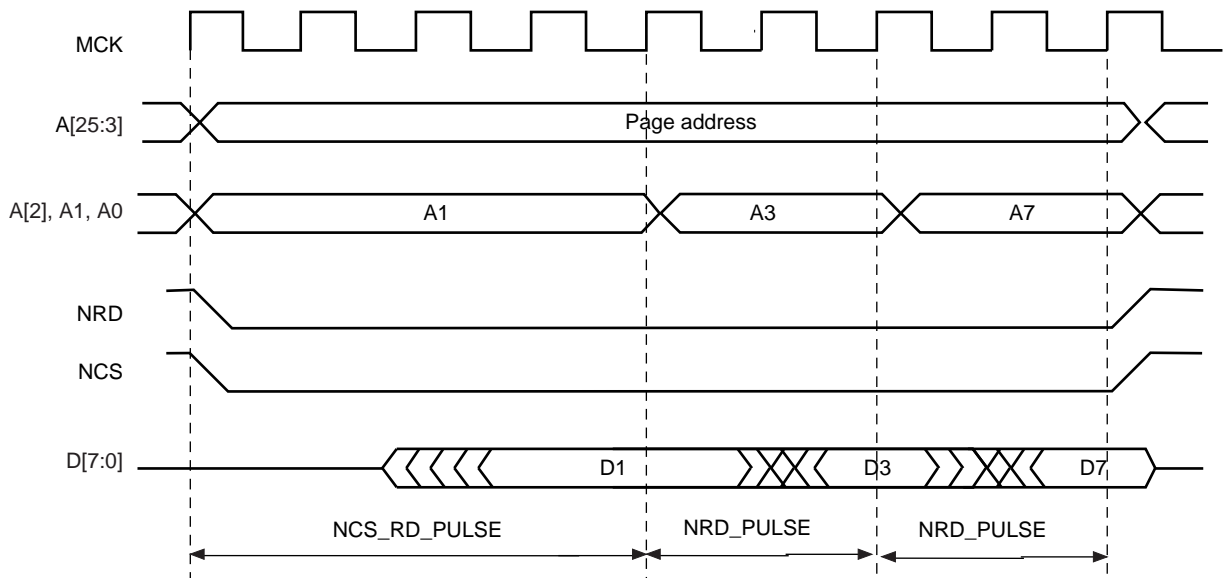 MCK
A[25:3]
Page address
A[2], A1, A0
A1
A3
A7
NRD
NCS
D[7:0]
D1
D3
D7
NCS_RD_PULSE
NRD_PULSE
NRD_PULSE